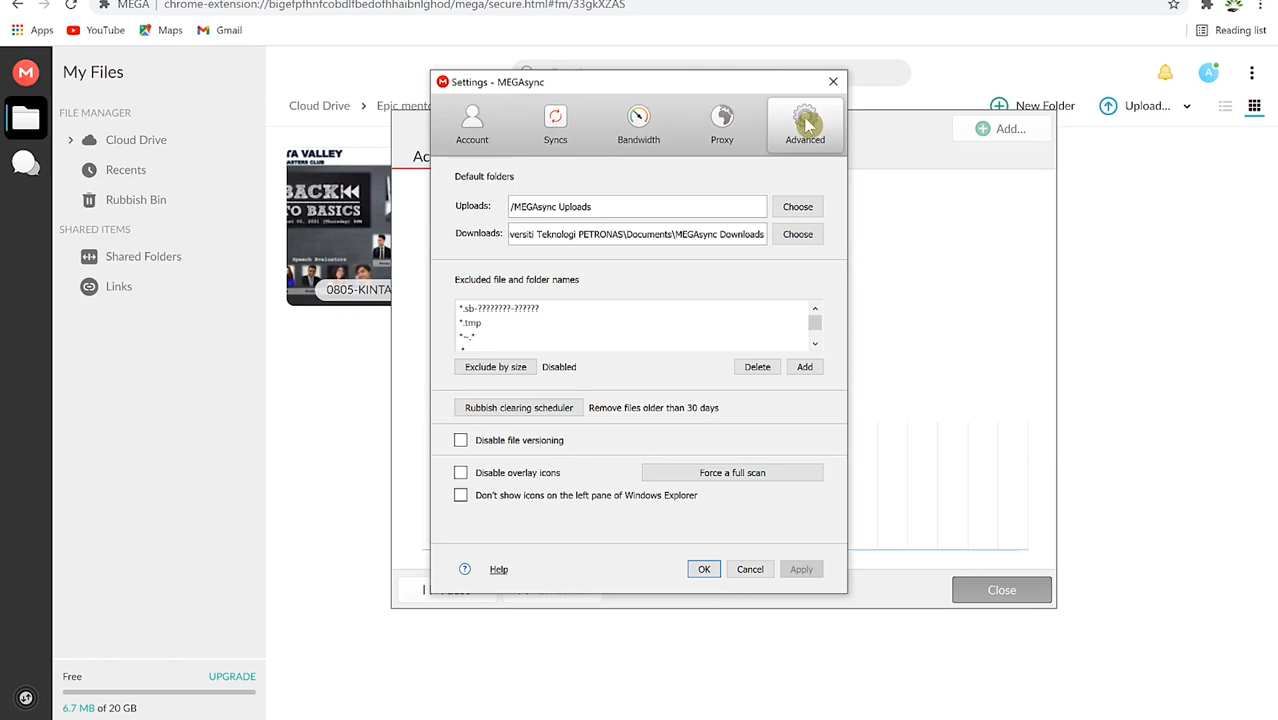 MEGA
chrome-extension://bigefpfhnfcobdlfbedofhhaibnlghod/mega/secure.html#fm/33gkXZAS
Apps
YouTube
Maps
Gmail
Reading list
My Files
FILE MANAGER
Cloud Drive
Recents
Rubbish Bin
SHARED ITEMS
Shared Folders
Links
Free
UPGRADE
6.7 MB of 20 GB
Cloud Drive
Epic
New Folder
Upload...
A
Add...
TA VALLEY
BACK
TO BASICS
Speech Evaluators
0805-KINTA
Settings - MEGAsync
Account
Syncs
Bandwidth
Proxy
Advanced
Default folders
Uploads:
/MEGAsync Uploads
Choose
Downloads:
versiti Teknologi PETRONAS\Documents\MEGAsync Downloads
Choose
Excluded file and folder names
*.sb-????????-??????
*.tmp
*~.*
Exclude by size
Disabled
Delete
Add
Rubbish clearing scheduler
Remove files older than 30 days
Disable file versioning
Disable overlay icons
Force a full scan
Don't show icons on the left pane of Windows Explorer
Help
OK
Cancel
Apply
Close